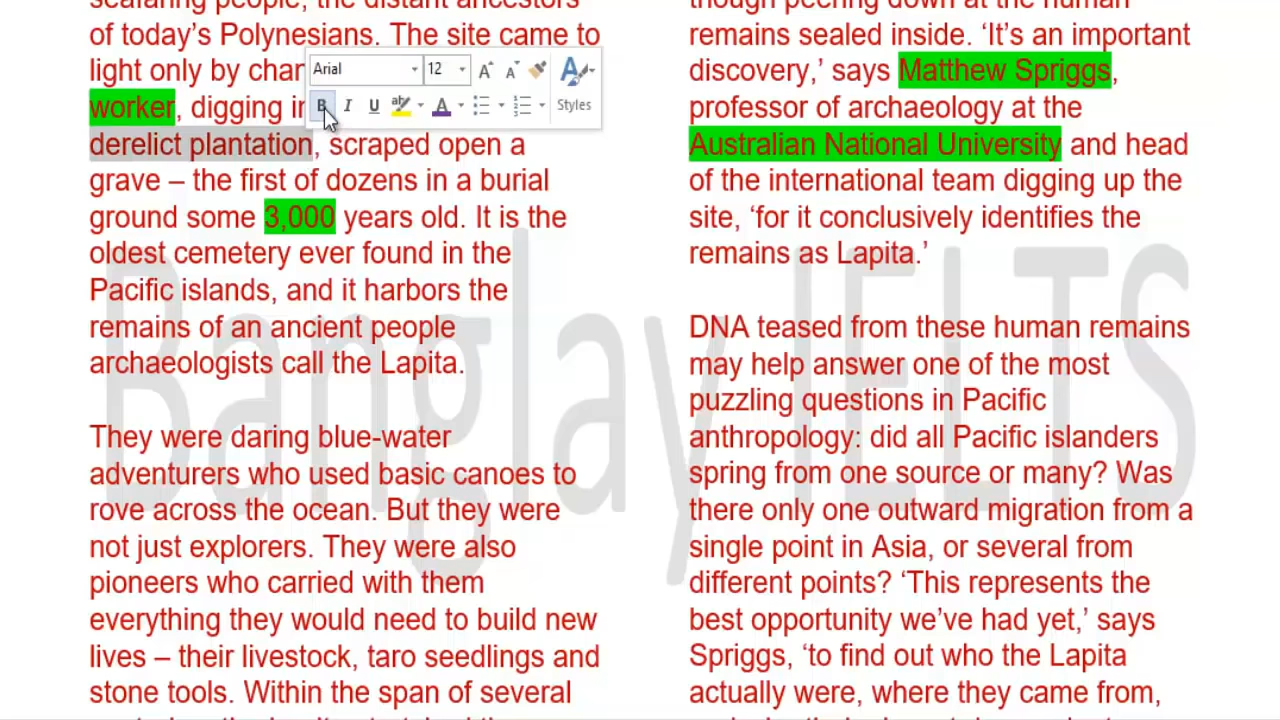 seafaring people, the distant ancestors
of today's Polynesians. The site came to
light only by chan
worker, digging in
derelict plantation, scraped open a
grave – the first of dozens in a burial
ground some 3,000 years old. It is the
oldest cemetery ever found in the
Pacific islands, and it harbors the
remains of an ancient people
archaeologists call the Lapita.
They were daring blue-water
adventurers who used basic canoes to
rove across the ocean. But they were
not just explorers. They were also
pioneers who carried with them
everything they would need to build new
lives – their livestock, taro seedlings and
stone tools. Within the span of several
Arial 12
B I U ab A Styles
though peering down at the human
remains sealed inside. ‘It's an important
discovery,’ says Matthew Spriggs,
professor of archaeology at the
Australian National University and head
of the international team digging up the
site, ‘for it conclusively identifies the
remains as Lapita.’
DNA teased from these human remains
may help answer one of the most
puzzling questions in Pacific
anthropology: did all Pacific islanders
spring from one source or many? Was
there only one outward migration from a
single point in Asia, or several from
different points? ‘This represents the
best opportunity we've had yet,’ says
Spriggs, ‘to find out who the Lapita
actually were, where they came from,
Banglay IELTS